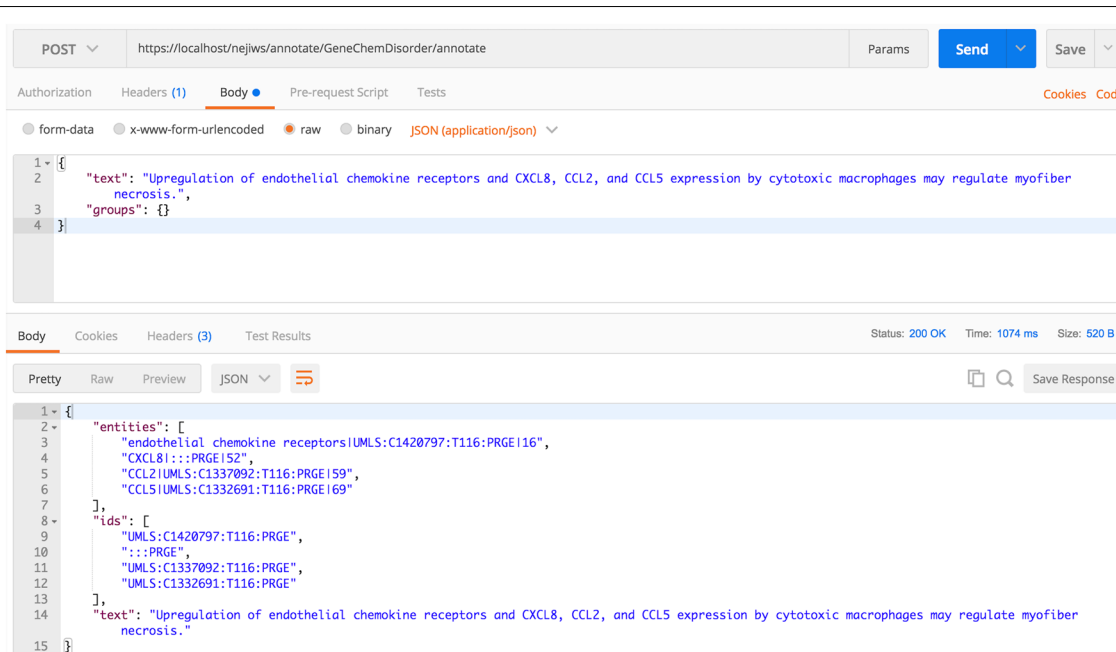 POST https://localhost/nejiws/annotate/GeneChemDisorder/annotate Params Send Save
Authorization Headers (1) Body Pre-request Script Tests Cookies Cod
form-data x-www-form-urlencoded raw binary JSON (application/json)
1 {
2 "text": "Upregulation of endothelial chemokine receptors and CXCL8, CCL2, and CCL5 expression by cytotoxic macrophages may regulate myofiber
necrosis.",
3 "groups": {}
4 }
Body Cookies Headers (3) Test Results Status: 200 OK Time: 1074 ms Size: 520 B
Pretty Raw Preview JSON Save Response
1 {
2 "entities": [
3 "endothelial chemokine receptors|UMLS:C1420797:T116:PRGE|16",
4 "CXCL8|:::PRGE|52",
5 "CCL2|UMLS:C1337092:T116:PRGE|59",
6 "CCL5|UMLS:C1332691:T116:PRGE|69"
7 ],
8 "ids": [
9 "UMLS:C1420797:T116:PRGE",
10 ":::PRGE",
11 "UMLS:C1337092:T116:PRGE",
12 "UMLS:C1332691:T116:PRGE"
13 ],
14 "text": "Upregulation of endothelial chemokine receptors and CXCL8, CCL2, and CCL5 expression by cytotoxic macrophages may regulate myofiber
necrosis."
15 }